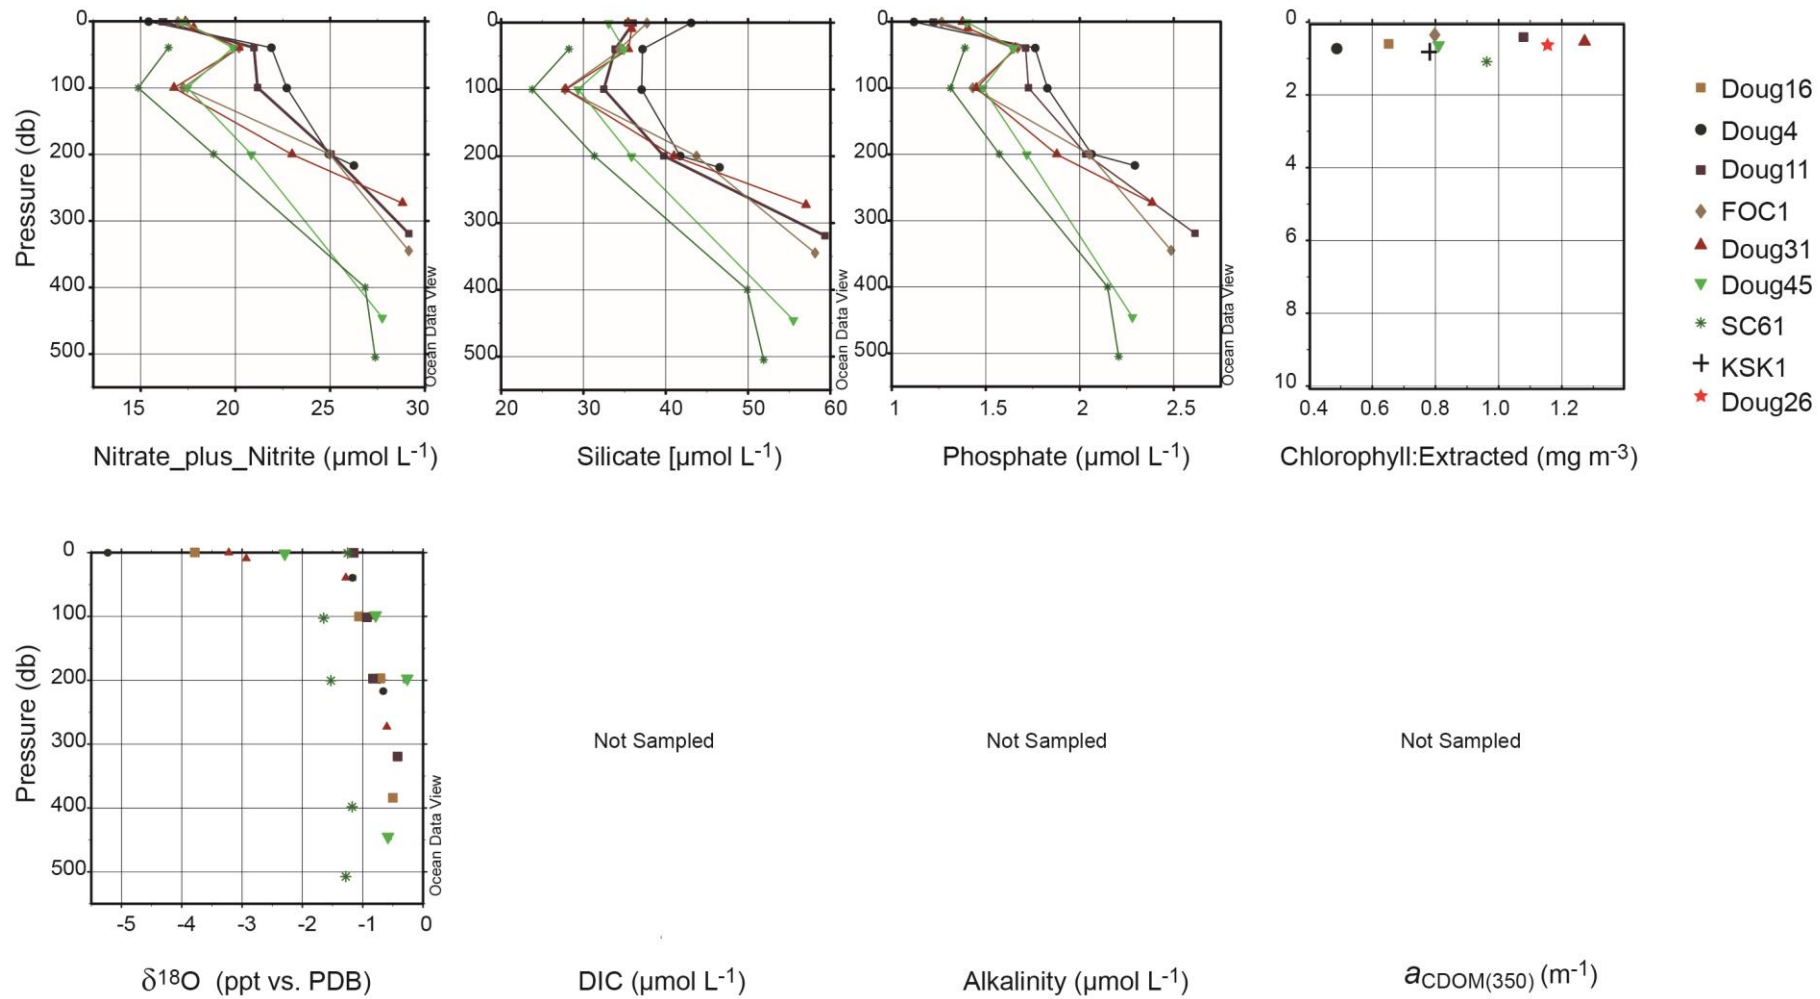 0
100
200
300
400
500
Pressure (db)
15 20 25 30
Nitrate_plus_Nitrite (µmol L-1)
Ocean Data View
0
100
200
300
400
500
20 30 40 50 60
Silicate [µmol L-1)
Ocean Data View
0
100
200
300
400
500
1 1.5 2 2.5
Phosphate (µmol L-1)
Ocean Data View
0
2
4
6
8
10
0.4 0.6 0.8 1.0 1.2
Chlorophyll:Extracted (mg m-3)
Doug16
Doug4
Doug11
FOC1
Doug31
Doug45
SC61
KSK1
Doug26
0
100
200
300
400
500
Pressure (db)
-5 -4 -3 -2 -1 0
δ18O (ppt vs. PDB)
Ocean Data View
Not Sampled
DIC (µmol L-1)
Not Sampled
Alkalinity (µmol L-1)
Not Sampled
aCDOM(350) (m-1)